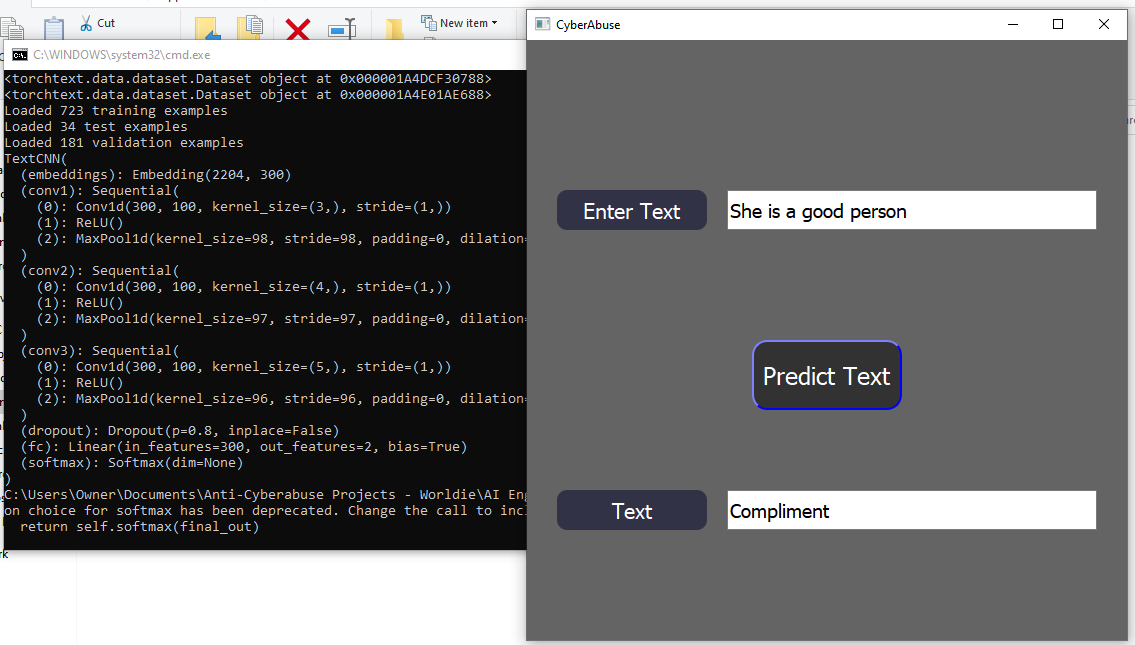 Cut
New item
C:\WINDOWS\system32\cmd.exe
<torchtext.data.dataset.Dataset object at 0x000001A4DCF30788>
<torchtext.data.dataset.Dataset object at 0x000001A4E01AE688>
Loaded 723 training examples
Loaded 34 test examples
Loaded 181 validation examples
TextCNN(
  (embeddings): Embedding(2204, 300)
  (conv1): Sequential(
    (0): Conv1d(300, 100, kernel_size=(3,), stride=(1,))
    (1): ReLU()
    (2): MaxPool1d(kernel_size=98, stride=98, padding=0, dilation=
  )
  (conv2): Sequential(
    (0): Conv1d(300, 100, kernel_size=(4,), stride=(1,))
    (1): ReLU()
    (2): MaxPool1d(kernel_size=97, stride=97, padding=0, dilation=
  )
  (conv3): Sequential(
    (0): Conv1d(300, 100, kernel_size=(5,), stride=(1,))
    (1): ReLU()
    (2): MaxPool1d(kernel_size=96, stride=96, padding=0, dilation=
  )
  (dropout): Dropout(p=0.8, inplace=False)
  (fc): Linear(in_features=300, out_features=2, bias=True)
  (softmax): Softmax(dim=None)
)
C:\Users\Owner\Documents\Anti-Cyberabuse Projects - Worldie\AI Eng
on choice for softmax has been deprecated. Change the call to incl
  return self.softmax(final_out)
CyberAbuse
Enter Text
She is a good person
Predict Text
Text
Compliment